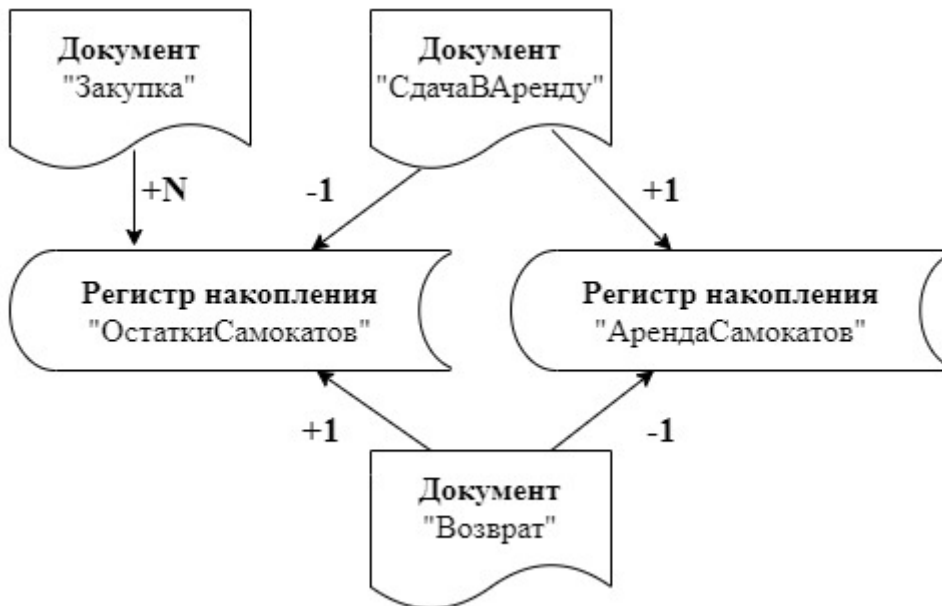 Документ
"Закупка"
Документ
"СдачаВАренду"
+N
-1
+1
Регистр накопления
"ОстаткиСамокатов"
Регистр накопления
"АрендаСамокатов"
+1
-1
Документ
"Возврат"